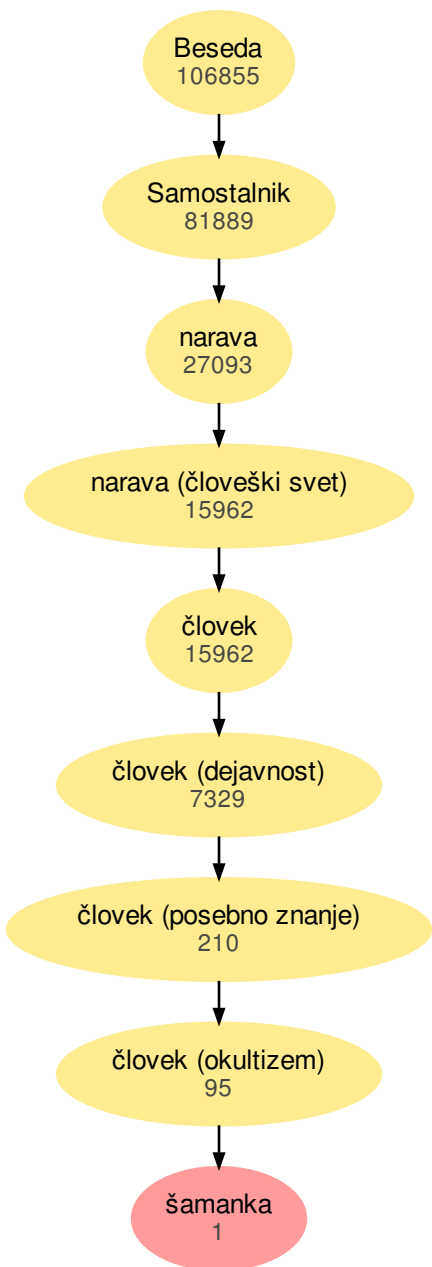 Beseda
106855
Samostalnik
81889
narava
27093
narava (človeški svet)
15962
človek
15962
človek (dejavnost)
7329
človek (posebno znanje)
210
človek (okultizem)
95
šamanka
1